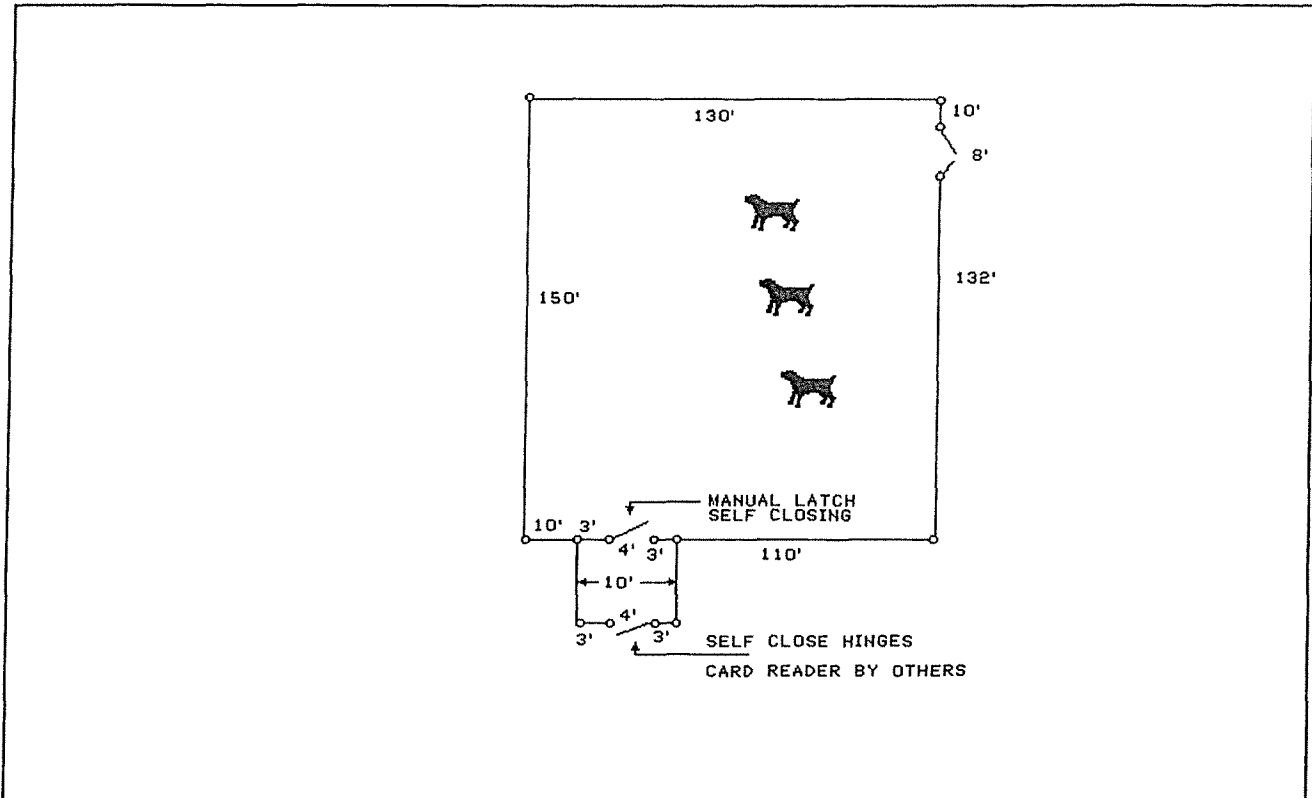 130'
10'
8'
150'
132'
MANUAL LATCH
SELF CLOSING
10' 3' 4' 3' 110'
10'
3' 4' 3'
SELF CLOSE HINGES
CARD READER BY OTHERS